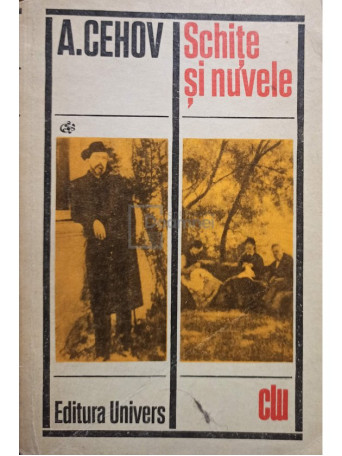 A.CEHOV
Schițe
și nuvele
Editura Univers
clu